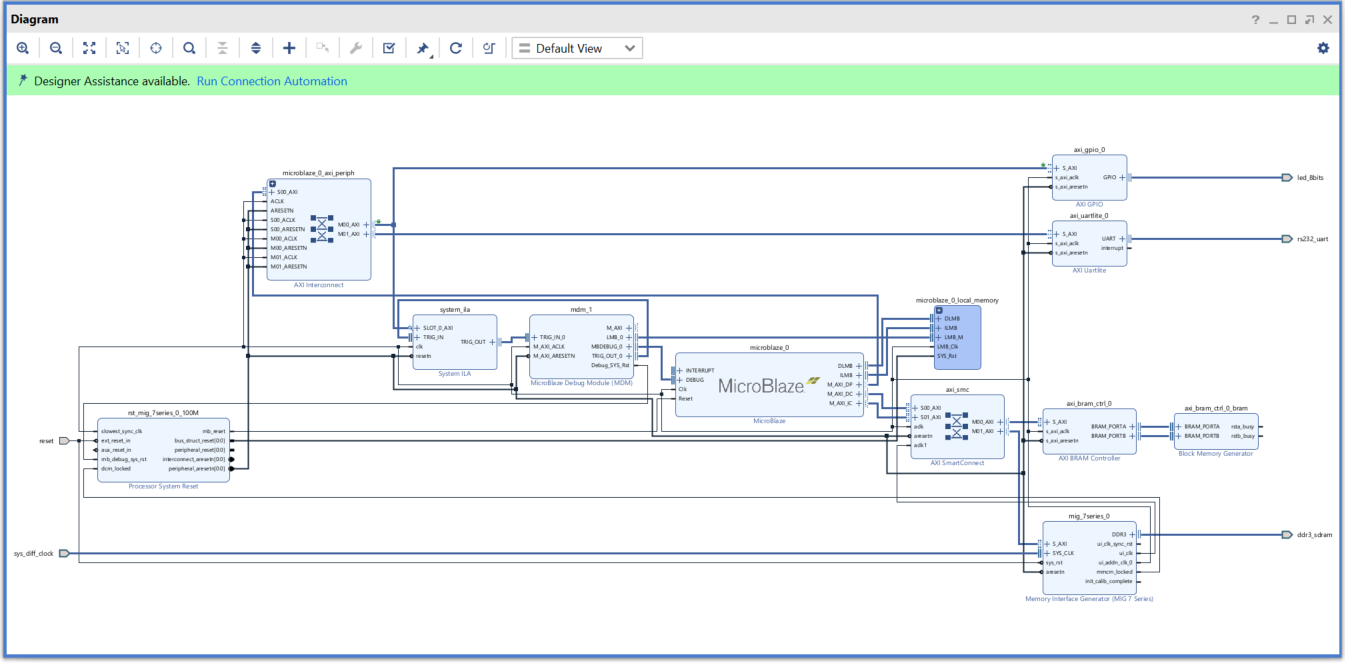 Diagram
?
Default View
Designer Assistance available. Run Connection Automation
microblaze_0_axi_periph
S00_AXI
ACLK
ARESETN
S00_ACLK
S00_ARESETN
M00_ACLK
M00_ARESETN
M01_ACLK
M01_ARESETN
M00_AXI
M01_AXI
AXI Interconnect
axi_gpio_0
S_AXI
s_axi_aclk
s_axi_aresetn
GPIO
AXI GPIO
led_8bits
axi_uartlite_0
S_AXI
s_axi_aclk
s_axi_aresetn
UART
interrupt
AXI Uartlite
rs232_uart
system_ila
SLOT_0_AXI
TRIG_IN
clk
resetn
TRIG_OUT
System ILA
mdm_1
TRIG_IN_0
M_AXI_ACLK
M_AXI_ARESETN
M_AXI
LMB_0
MBDEBUG_0
TRIG_OUT_0
Debug_SYS_Rst
MicroBlaze Debug Module (MDM)
microblaze_0
INTERRUPT
DEBUG
Clk
Reset
MicroBlaze
DLMB
ILMB
M_AXI_DP
M_AXI_DC
M_AXI_IC
MicroBlaze
microblaze_0_local_memory
DLMB
ILMB
LMB_M
LMB_Clk
SYS_Rst
axi_smc
S00_AXI
S01_AXI
aclk
aresetn
aclk1
M00_AXI
M01_AXI
AXI SmartConnect
axi_bram_ctrl_0
S_AXI
s_axi_aclk
s_axi_aresetn
BRAM_PORTA
BRAM_PORTB
AXI BRAM Controller
axi_bram_ctrl_0_bram
BRAM_PORTA
BRAM_PORTB
rsta_busy
rstb_busy
Block Memory Generator
rst_mig_7series_0_100M
slowest_sync_clk
ext_reset_in
aux_reset_in
mb_debug_sys_rst
dcm_locked
mb_reset
bus_struct_reset[0:0]
peripheral_reset[0:0]
interconnect_aresetn[0:0]
peripheral_aresetn[0:0]
Processor System Reset
reset
sys_diff_clock
mig_7series_0
S_AXI
SYS_CLK
sys_rst
aresetn
DDR3
ui_clk_sync_rst
ui_clk
ui_addn_clk_0
mmcm_locked
init_calib_complete
Memory Interface Generator (MIG 7 Series)
ddr3_sdram